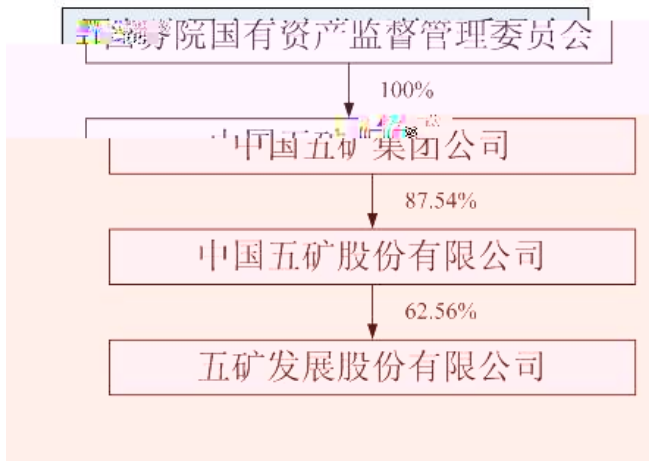 国务院国有资产监督管理委员会
100%
中国五矿集团公司
87.54%
中国五矿股份有限公司
62.56%
五矿发展股份有限公司